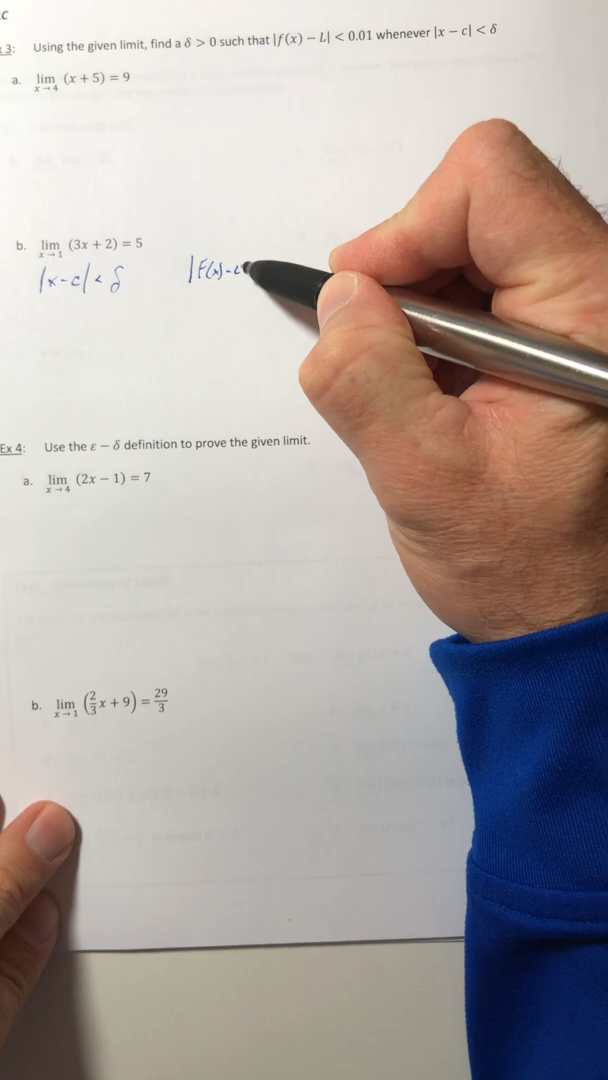 C
3: Using the given limit, find a δ > 0 such that |f(x) − L| < 0.01 whenever |x − c| < δ
a. lim x→4 (x + 5) = 9
b. lim x→1 (3x + 2) = 5
|x-c| < δ |F(x)-L
Ex 4: Use the ε − δ definition to prove the given limit.
a. lim x→4 (2x − 1) = 7
b. lim x→1 (2/3 x + 9) = 29/3